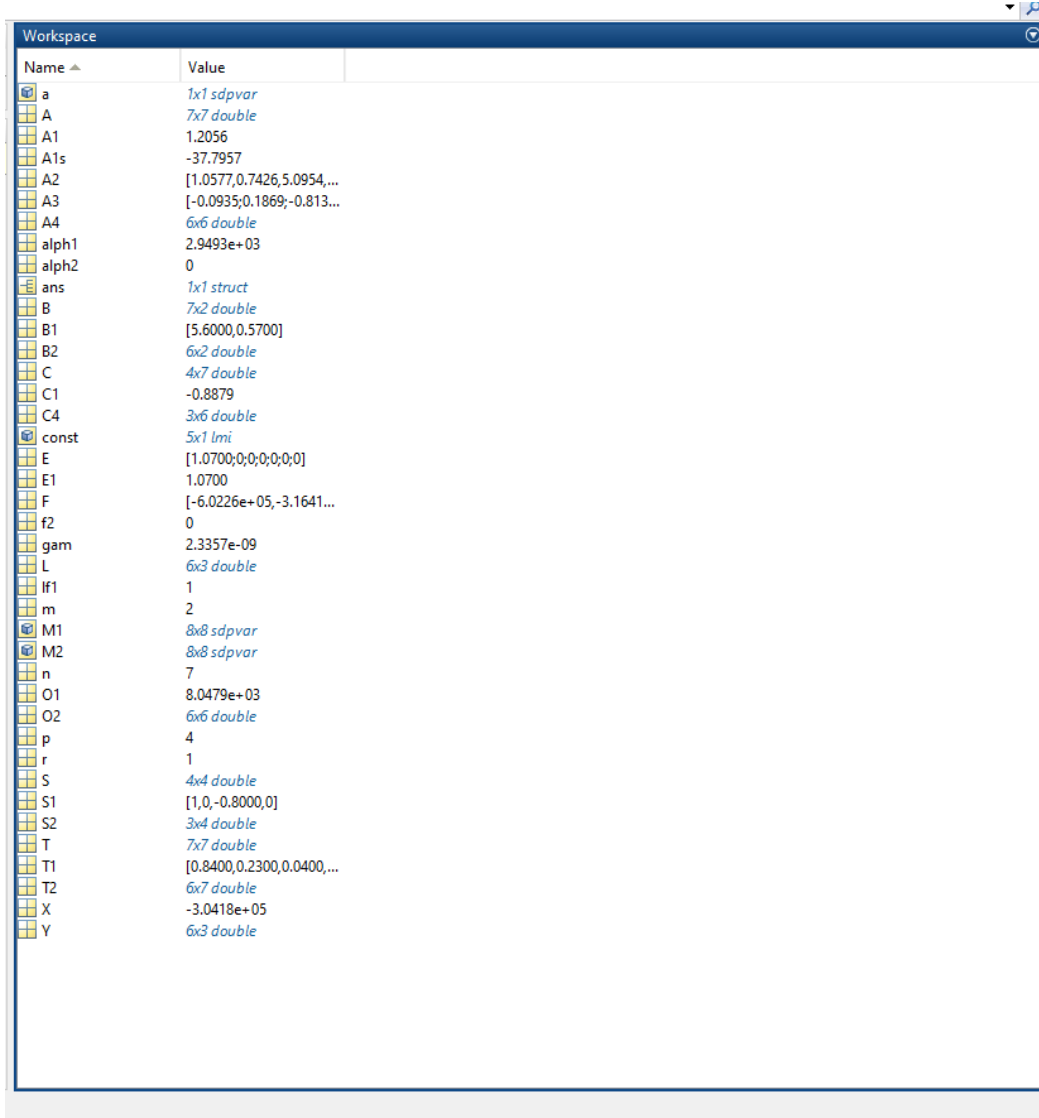 Workspace
Name Value
a 1x1 sdpvar
A 7x7 double
A1 1.2056
A1s -37.7957
A2 [1.0577,0.7426,5.0954,...
A3 [-0.0935;0.1869;-0.813...
A4 6x6 double
alph1 2.9493e+03
alph2 0
ans 1x1 struct
B 7x2 double
B1 [5.6000,0.5700]
B2 6x2 double
C 4x7 double
C1 -0.8879
C4 3x6 double
const 5x1 lmi
E [1.0700;0;0;0;0;0;0]
E1 1.0700
F [-6.0226e+05,-3.1641...
f2 0
gam 2.3357e-09
L 6x3 double
lf1 1
m 2
M1 8x8 sdpvar
M2 8x8 sdpvar
n 7
O1 8.0479e+03
O2 6x6 double
p 4
r 1
S 4x4 double
S1 [1,0,-0.8000,0]
S2 3x4 double
T 7x7 double
T1 [0.8400,0.2300,0.0400,...
T2 6x7 double
X -3.0418e+05
Y 6x3 double